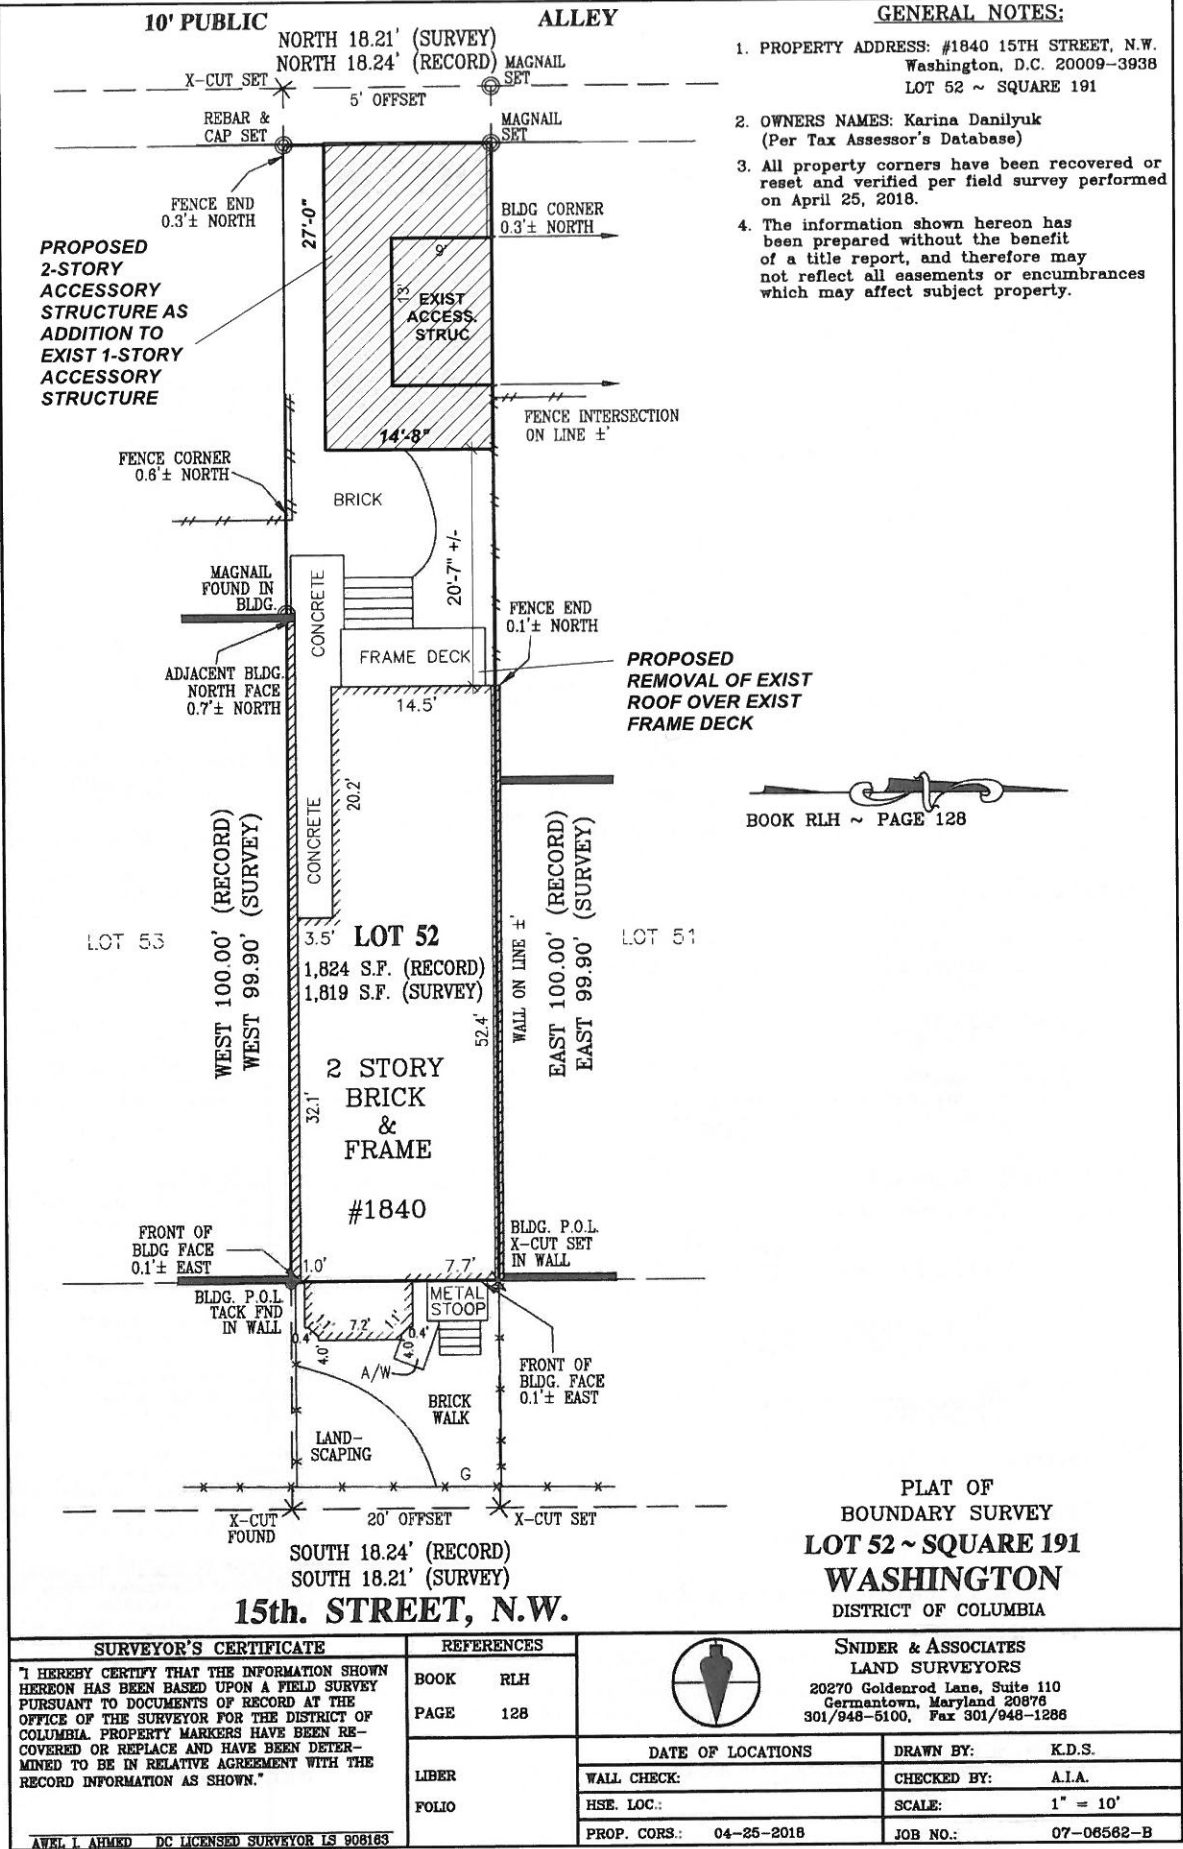 10' PUBLIC ALLEY
NORTH 18.21' (SURVEY)
NORTH 18.24' (RECORD)
X-CUT SET
MAGNAIL
SET
5' OFFSET
REBAR &
CAP SET
MAGNAIL
SET
FENCE END
0.3'± NORTH
27'-0"
BLDG CORNER
0.3'± NORTH
PROPOSED
2-STORY
ACCESSORY
STRUCTURE AS
ADDITION TO
EXIST 1-STORY
ACCESSORY
STRUCTURE
9'
13'
EXIST
ACCESS.
STRUC
14'-8"
FENCE INTERSECTION
ON LINE ±'
FENCE CORNER
0.6'± NORTH
BRICK
20'-7" +/-
MAGNAIL
FOUND IN
BLDG.
CONCRETE
FENCE END
0.1'± NORTH
FRAME DECK
ADJACENT BLDG.
NORTH FACE
0.7'± NORTH
PROPOSED
REMOVAL OF EXIST
ROOF OVER EXIST
FRAME DECK
14.5'
20.2'
CONCRETE
BOOK RLH ~ PAGE 128
WEST 100.00' (RECORD)
WEST 99.90' (SURVEY)
EAST 100.00' (RECORD)
EAST 99.90' (SURVEY)
LOT 53
LOT 51
3.5'
LOT 52
1,824 S.F. (RECORD)
1,819 S.F. (SURVEY)
WALL ON LINE ±'
52.4'
32.1'
2 STORY
BRICK
&
FRAME
#1840
FRONT OF
BLDG FACE
0.1'± EAST
BLDG. P.O.L.
X-CUT SET
IN WALL
1.0'
7.7'
BLDG. P.O.L
TACK FND
IN WALL
METAL
STOOP
1.1'
7.2'
1.1'
0.4'
0.4'
4.0'
4.0'
A/W
FRONT OF
BLDG. FACE
0.1'± EAST
BRICK
WALK
LAND-
SCAPING
G
X-CUT
FOUND
20' OFFSET
X-CUT SET
SOUTH 18.24' (RECORD)
SOUTH 18.21' (SURVEY)
15th. STREET, N.W.
GENERAL NOTES:
1. PROPERTY ADDRESS: #1840 15TH STREET, N.W.
Washington, D.C. 20009-3938
LOT 52 ~ SQUARE 191
2. OWNERS NAMES: Karina Danilyuk
(Per Tax Assessor's Database)
3. All property corners have been recovered or
reset and verified per field survey performed
on April 25, 2018.
4. The information shown hereon has
been prepared without the benefit
of a title report, and therefore may
not reflect all easements or encumbrances
which may affect subject property.
PLAT OF
BOUNDARY SURVEY
LOT 52 ~ SQUARE 191
WASHINGTON
DISTRICT OF COLUMBIA
SURVEYOR'S CERTIFICATE
"I HEREBY CERTIFY THAT THE INFORMATION SHOWN
HEREON HAS BEEN BASED UPON A FIELD SURVEY
PURSUANT TO DOCUMENTS OF RECORD AT THE
OFFICE OF THE SURVEYOR FOR THE DISTRICT OF
COLUMBIA. PROPERTY MARKERS HAVE BEEN RE-
COVERED OR REPLACE AND HAVE BEEN DETER-
MINED TO BE IN RELATIVE AGREEMENT WITH THE
RECORD INFORMATION AS SHOWN."
AWEL I. AHMED DC LICENSED SURVEYOR LS 908163
REFERENCES
BOOK RLH
PAGE 128
LIBER
FOLIO
SNIDER & ASSOCIATES
LAND SURVEYORS
20270 Goldenrod Lane, Suite 110
Germantown, Maryland 20876
301/948-5100, Fax 301/948-1286
DATE OF LOCATIONS
WALL CHECK:
HSE. LOC.:
PROP. CORS.: 04-25-2018
DRAWN BY: K.D.S.
CHECKED BY: A.I.A.
SCALE: 1" = 10'
JOB NO.: 07-06562-B